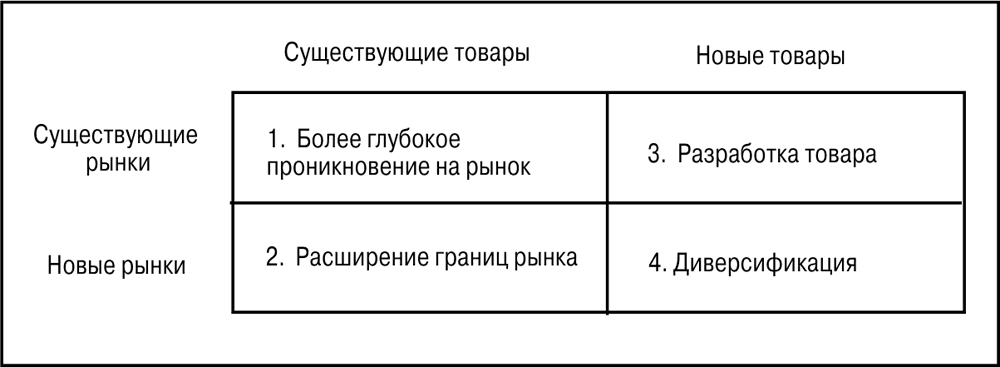 Существующие товары
Новые товары
Существующие
рынки
1. Более глубокое
проникновение на рынок
3. Разработка товара
Новые рынки
2. Расширение границ рынка
4. Диверсификация